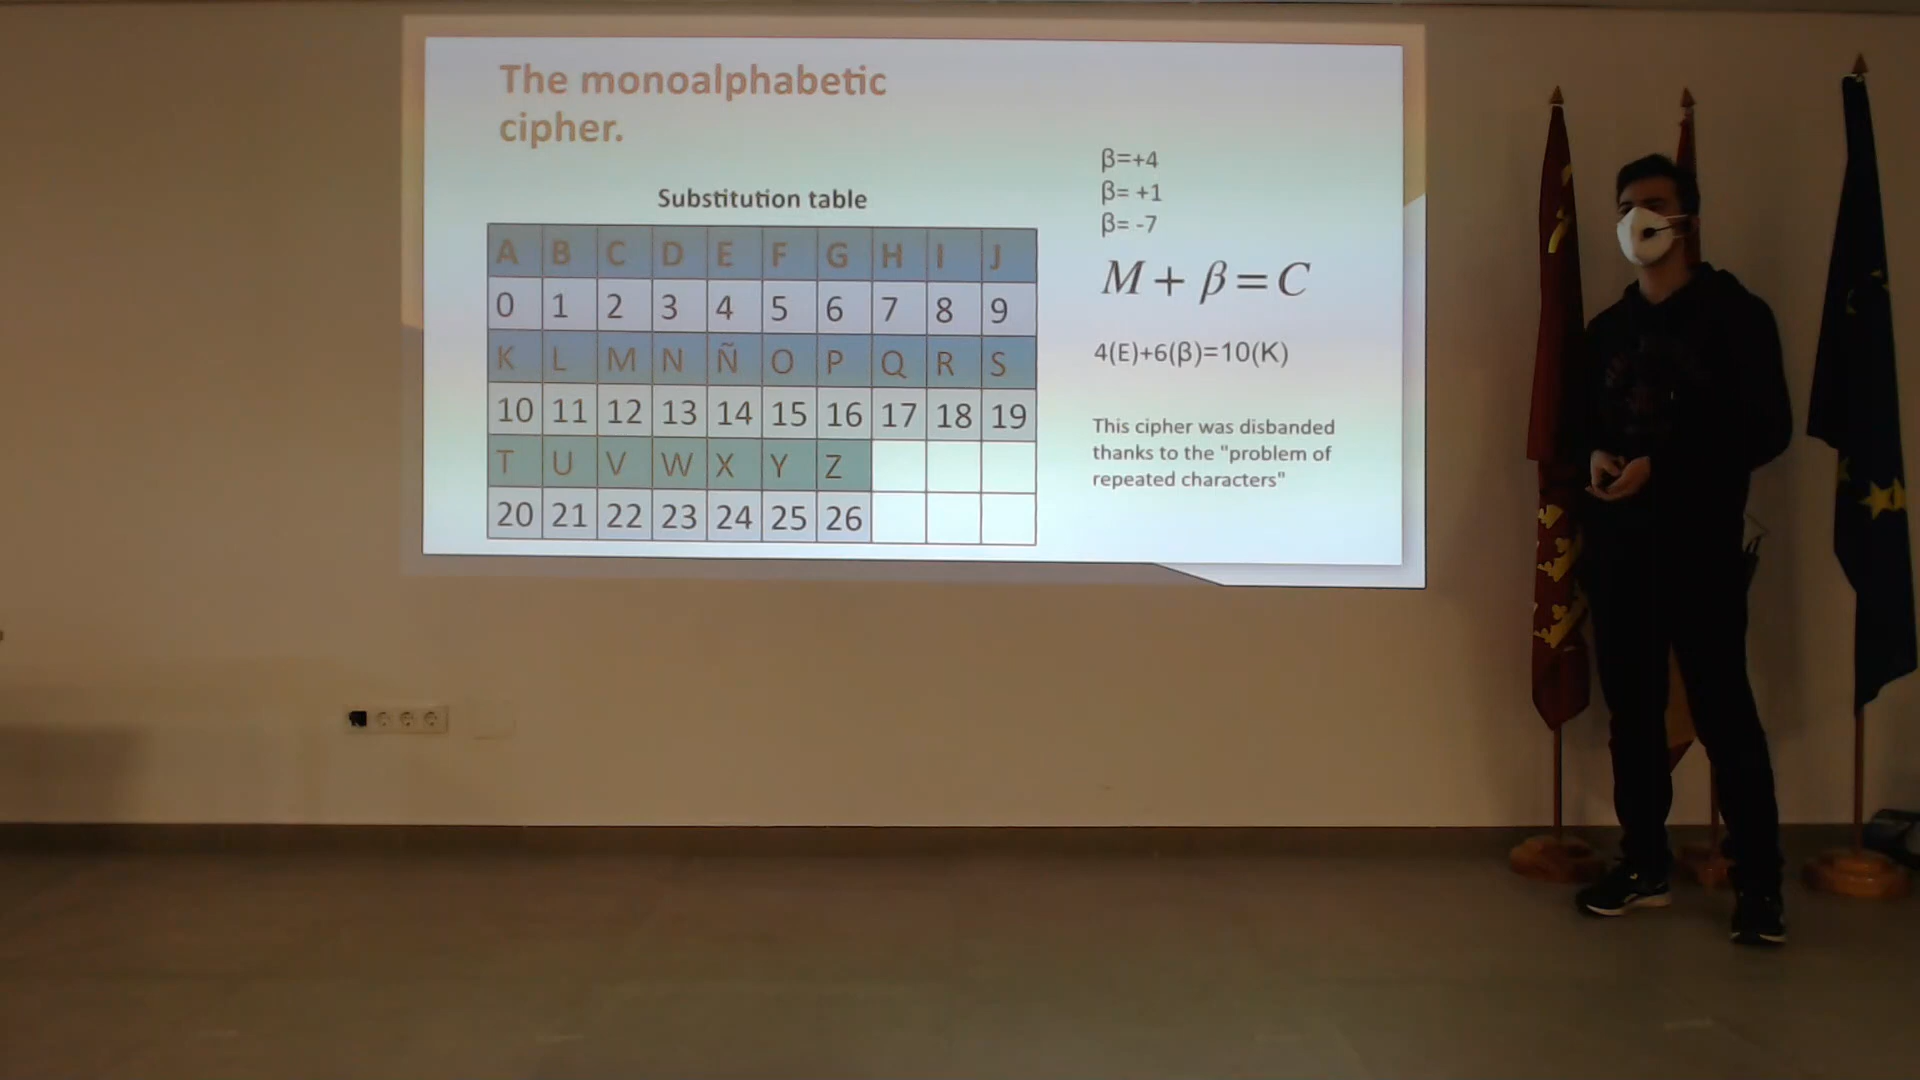 The monoalphabetic
cipher.
Substitution table
A B C D E F G H I J
0 1 2 3 4 5 6 7 8 9
K L M N Ñ O P Q R S
10 11 12 13 14 15 16 17 18 19
T U V W X Y Z
20 21 22 23 24 25 26
β=+4
β= +1
β= -7
M + β = C
4(E)+6(β)=10(K)
This cipher was disbanded
thanks to the "problem of
repeated characters"